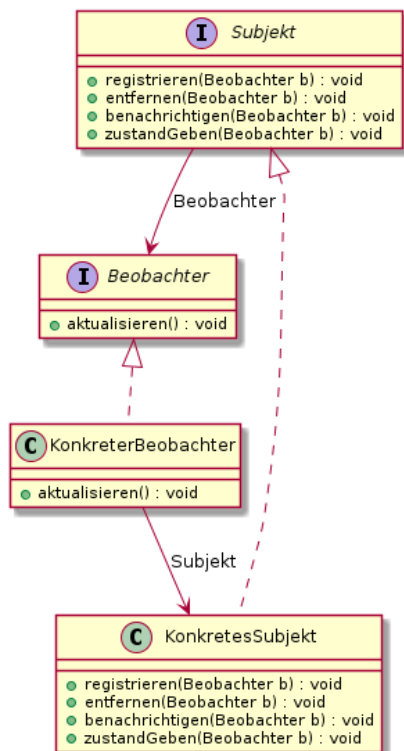 I Subjekt
registrieren(Beobachter b) : void
entfernen(Beobachter b) : void
benachrichtigen(Beobachter b) : void
zustandGeben(Beobachter b) : void
Beobachter
I Beobachter
aktualisieren() : void
C KonkreterBeobachter
aktualisieren() : void
Subjekt
C KonkretesSubjekt
registrieren(Beobachter b) : void
entfernen(Beobachter b) : void
benachrichtigen(Beobachter b) : void
zustandGeben(Beobachter b) : void